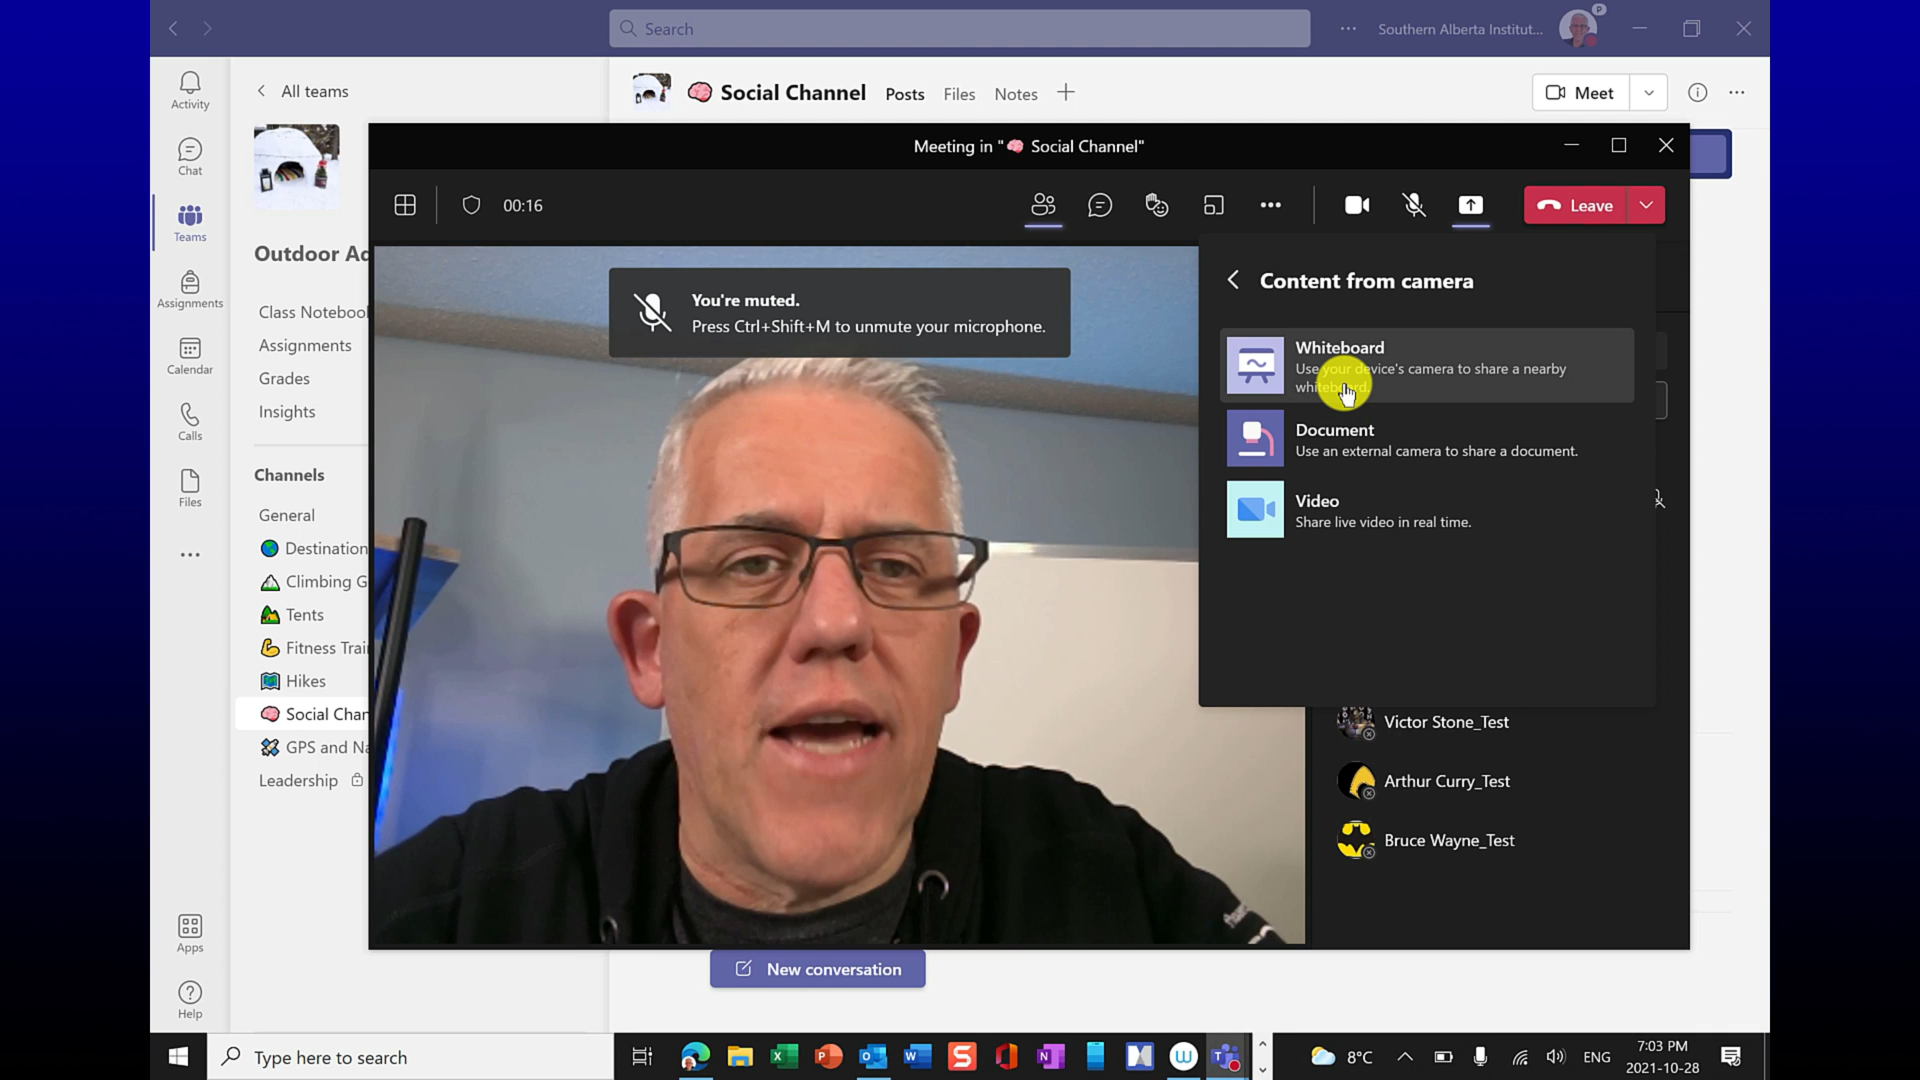 Search
Southern Alberta Institut...
P
Activity
Chat
Teams
Assignments
Calendar
Calls
Files
Apps
Help
All teams
Outdoor Ad
Class Notebook
Assignments
Grades
Insights
Channels
General
Destination
Climbing G
Tents
Fitness Trai
Hikes
Social Chan
GPS and Na
Leadership
Social Channel
Posts
Files
Notes
Meet
Meeting in " Social Channel"
00:16
Leave
You're muted.
Press Ctrl+Shift+M to unmute your microphone.
Content from camera
Whiteboard
Use your device's camera to share a nearby
whiteboard.
Document
Use an external camera to share a document.
Video
Share live video in real time.
Victor Stone_Test
Arthur Curry_Test
Bruce Wayne_Test
New conversation
Type here to search
8°C
ENG
7:03 PM
2021-10-28